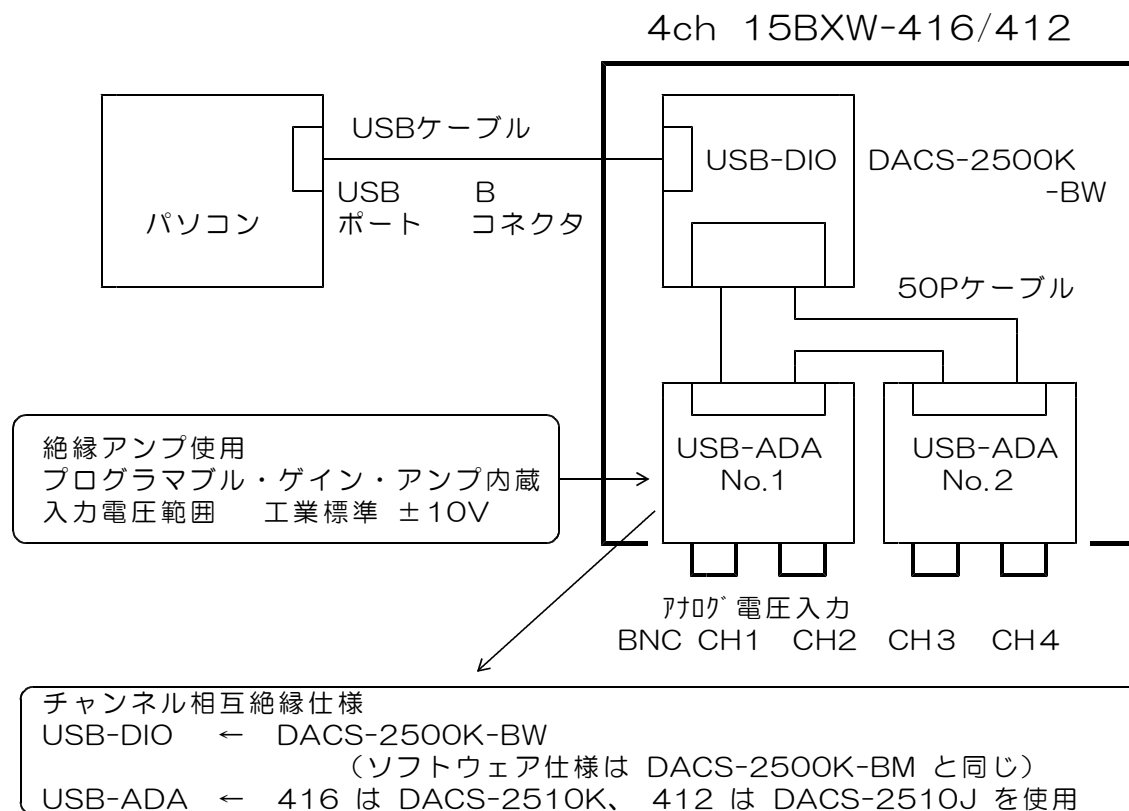 4ch 15BXW-416/412
USBケーブル
USB-DIO DACS-2500K
-BW
USB B
ポート コネクタ
パソコン
50Pケーブル
絶縁アンプ使用
プログラマブル・ゲイン・アンプ内蔵
入力電圧範囲 工業標準 ±10V
USB-ADA
No.1
USB-ADA
No.2
ｱﾅﾛｸﾞ電圧入力
BNC CH1 CH2 CH3 CH4
チャンネル相互絶縁仕様
USB-DIO ← DACS-2500K-BW
（ソフトウェア仕様は DACS-2500K-BM と同じ）
USB-ADA ← 416 は DACS-2510K、 412 は DACS-2510J を使用